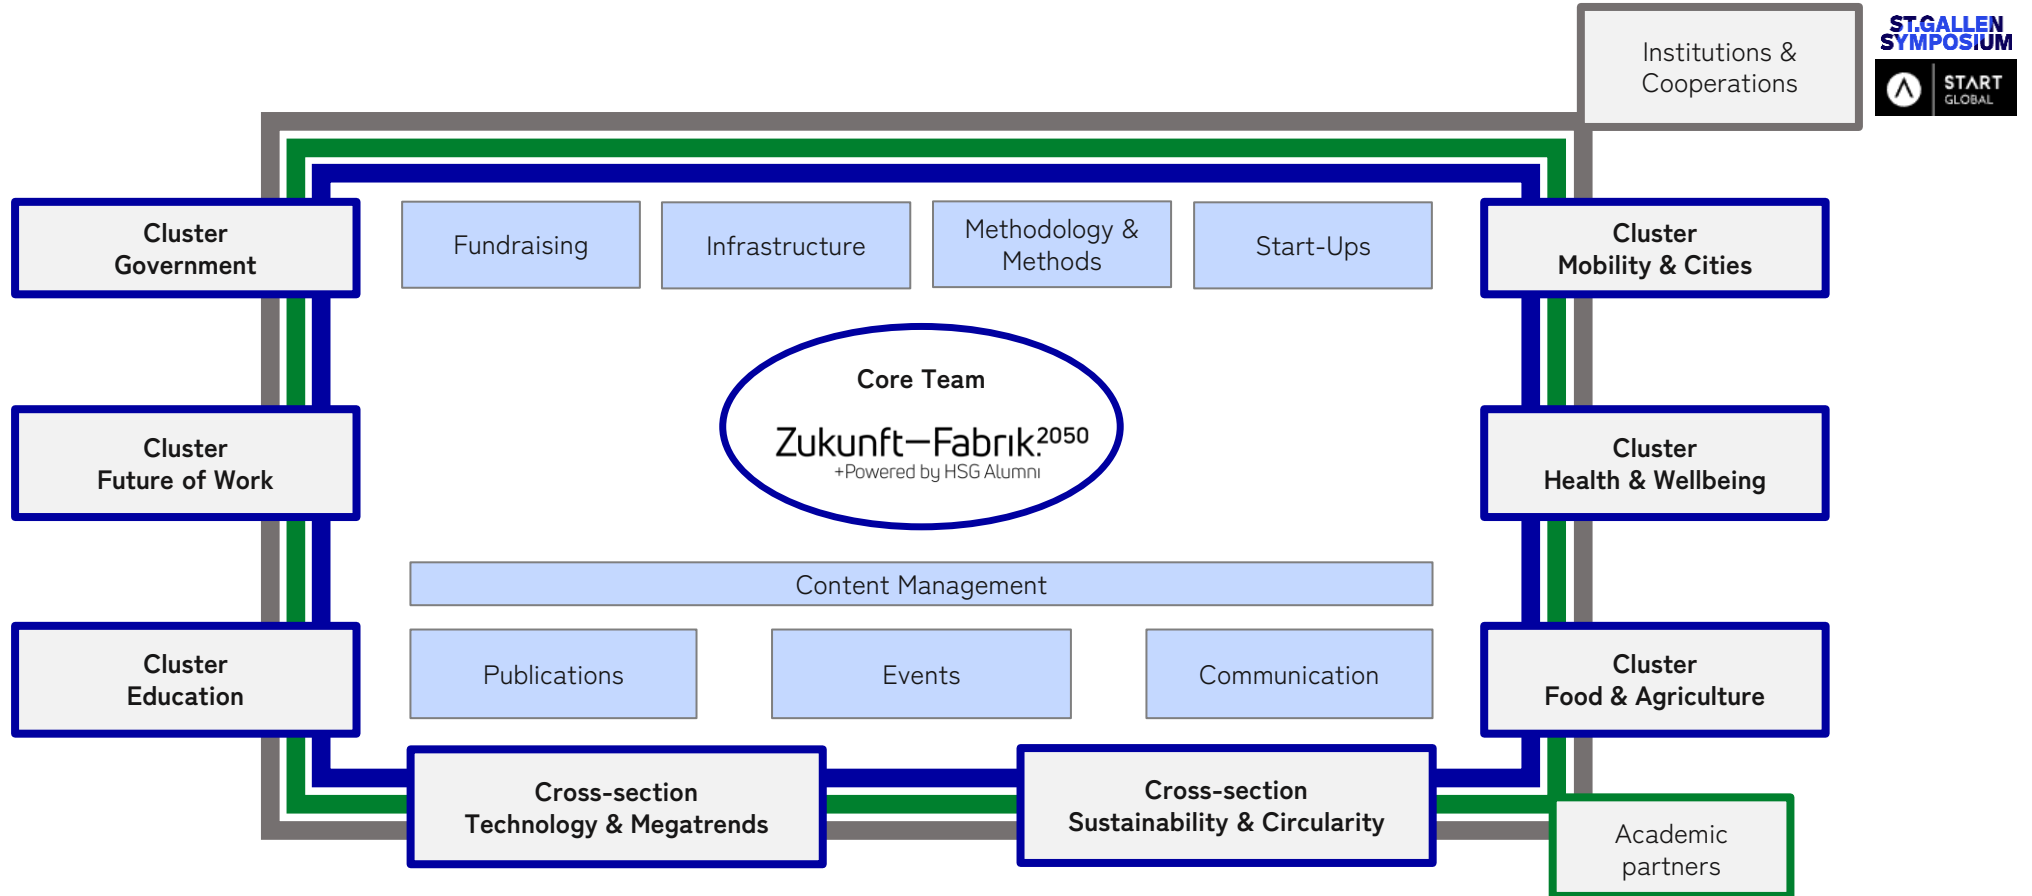 Institutions &
Cooperations
ST.GALLEN
SYMPOSIUM
START
GLOBAL
Cluster
Government
Fundraising
Infrastructure
Methodology &
Methods
Start-Ups
Cluster
Mobility & Cities
Core Team
Zukunft—Fabrik.2050
+Powered by HSG Alumni
Cluster
Future of Work
Cluster
Health & Wellbeing
Content Management
Cluster
Education
Publications
Events
Communication
Cluster
Food & Agriculture
Cross-section
Technology & Megatrends
Cross-section
Sustainability & Circularity
Academic
partners